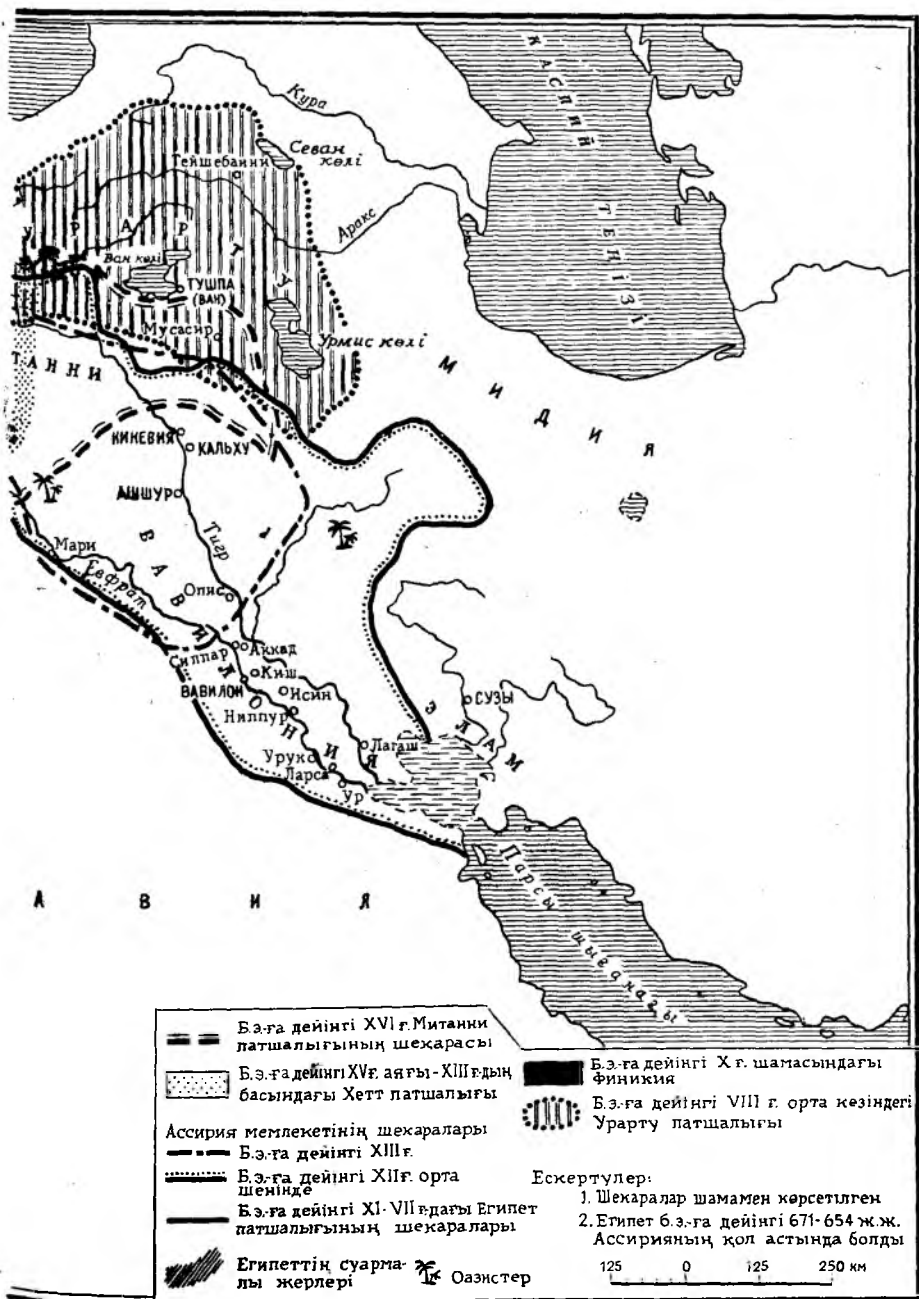 КАСПИЙ ТЕҢІЗІ
Кура
Севан
көлі
Тейшебаини
Аракс
УРАРТУ
Ван көлі
ТУШПА
(ВАН)
Мусасир
Урмис көлі
ТАННИ
МИДИЯ
КИНЕВИЯ
КАЛЬХУ
АШШУР
Тигр
Мари
Евфрат
ВАВИЛОНИЯ
Опис
Сиппар
Аккад
Киш
ВАВИЛОН
Исин
Ниппур
СУЗЫ
ЭЛАМ
Лагаш
Урук
Ларса
Ур
АВИЯ
Парсы шығанағы
Б.э.-ға дейінгі XVI ғ. Митанни
патшалығының шекарасы
Б.э.-ға дейінгі XV ғ. аяғы-XIII ғ-дың
басындағы Хетт патшалығы
Ассирия мемлекетінің шекаралары
Б.э.-ға дейінгі XIII ғ.
Б.э.-ға дейінгі XII ғ. орта
шенінде
Б.э.-ға дейінгі XI-VII ғ-дағы Египет
патшалығының шекаралары
Египеттің суарма-
лы жерлері
Оазистер
Б.э.-ға дейінгі X ғ. шамасындағы
Финикия
Б.э.-ға дейінгі VIII ғ. орта кезіндегі
Урарту патшалығы
Ескертулер:
1. Шекаралар шамамен көрсетілген
2. Египет б.э.-ға дейінгі 671-654 ж.ж.
Ассирияның қол астында болды
125 0 125 250 км